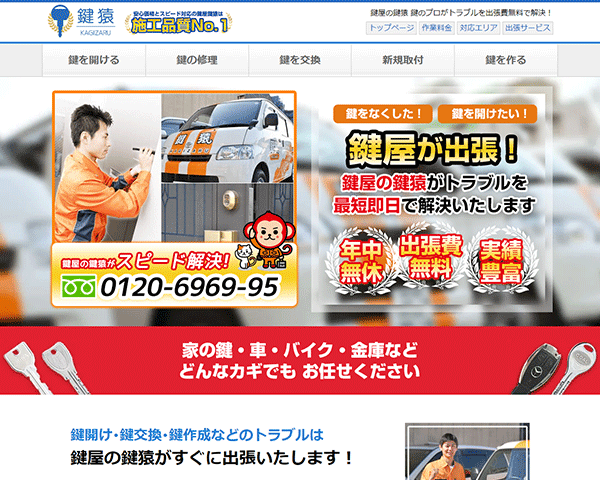 鍵猿
KAGIZARU
安心価格とスピード対応の鍵屋鍵猿は
施工品質No.1
鍵屋の鍵猿 鍵のプロがトラブルを出張費無料で解決！
トップページ 作業料金 対応エリア 出張サービス
鍵を開ける 鍵の修理 鍵を交換 新規取付 鍵を作る
鍵猿
鍵屋の鍵猿がスピード解決!
0120-6969-95
鍵をなくした！ 鍵を開けたい！
鍵屋が出張！
鍵屋の鍵猿がトラブルを
最短即日で解決いたします
年中
無休
出張費
無料
実績
豊富
家の鍵・車・バイク・金庫など
どんなカギでも お任せください
鍵開け・鍵交換・鍵作成などのトラブルは
鍵屋の鍵猿がすぐに出張いたします！